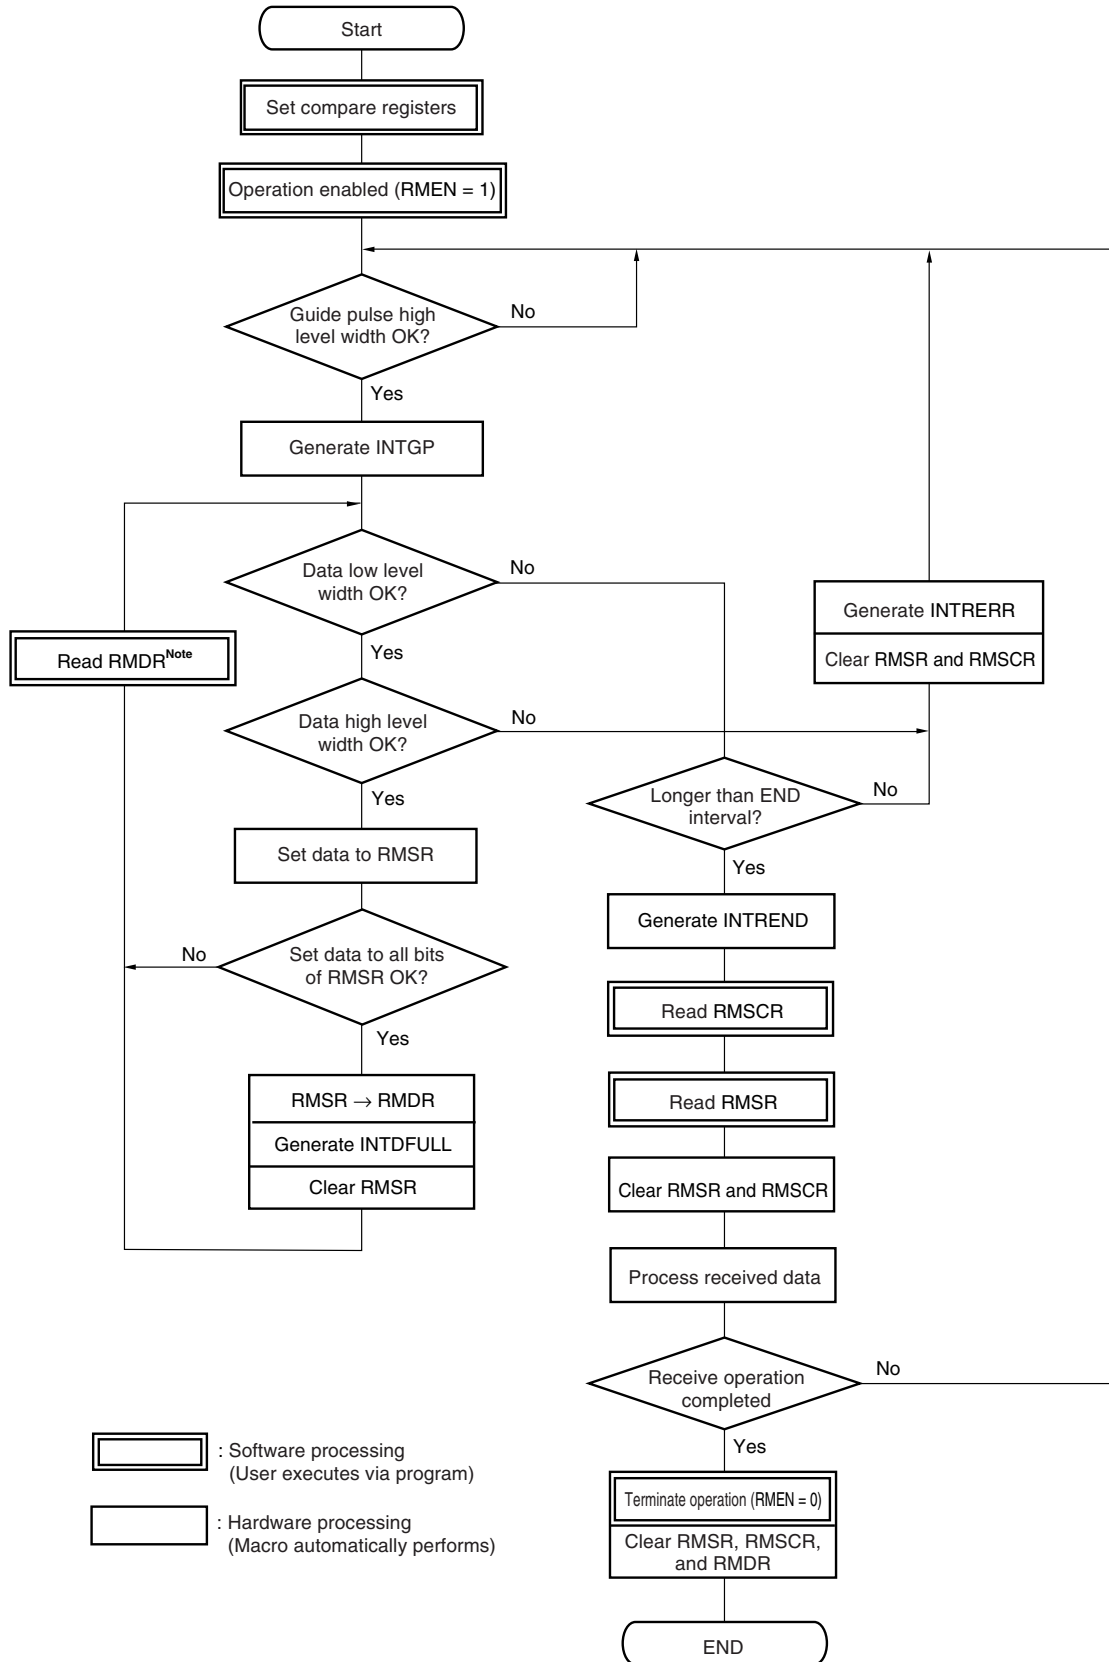 Start
Set compare registers
Operation enabled (RMEN = 1)
Guide pulse high
level width OK?
No
Yes
Generate INTGP
Data low level
width OK?
No
Yes
Read RMDRNote
Generate INTRERR
Clear RMSR and RMSCR
Data high level
width OK?
No
Yes
Longer than END
interval?
No
Yes
Set data to RMSR
Generate INTREND
Set data to all bits
of RMSR OK?
No
Yes
Read RMSCR
RMSR → RMDR
Generate INTDFULL
Clear RMSR
Read RMSR
Clear RMSR and RMSCR
Process received data
Receive operation
completed
No
Yes
Terminate operation (RMEN = 0)
Clear RMSR, RMSCR,
and RMDR
END
: Software processing
(User executes via program)
: Hardware processing
(Macro automatically performs)